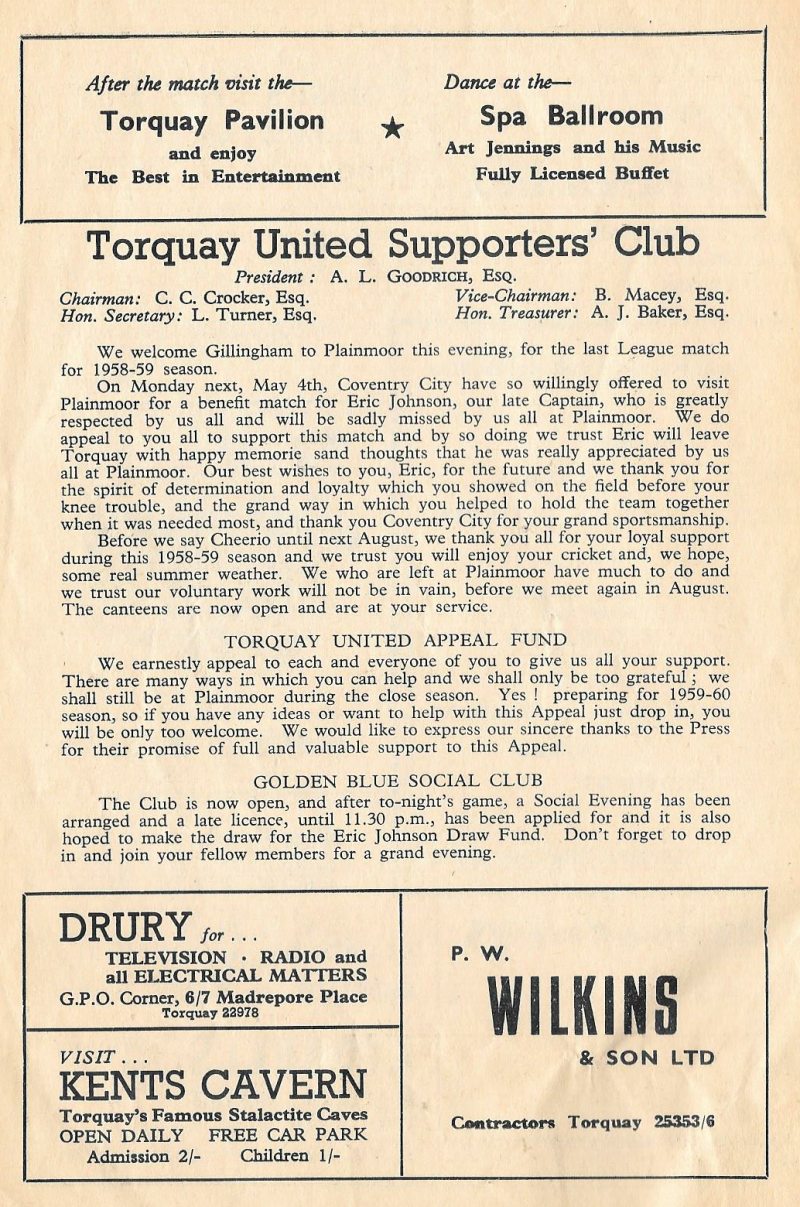 After the match visit the—
Torquay Pavilion
and enjoy
The Best in Entertainment
★
Dance at the—
Spa Ballroom
Art Jennings and his Music
Fully Licensed Buffet
Torquay United Supporters' Club
President : A. L. GOODRICH, ESQ.
Chairman: C. C. Crocker, Esq. Vice-Chairman: B. Macey, Esq.
Hon. Secretary: L. Turner, Esq. Hon. Treasurer: A. J. Baker, Esq.
We welcome Gillingham to Plainmoor this evening, for the last League match
for 1958-59 season.
On Monday next, May 4th, Coventry City have so willingly offered to visit
Plainmoor for a benefit match for Eric Johnson, our late Captain, who is greatly
respected by us all and will be sadly missed by us all at Plainmoor. We do
appeal to you all to support this match and by so doing we trust Eric will leave
Torquay with happy memorie sand thoughts that he was really appreciated by us
all at Plainmoor. Our best wishes to you, Eric, for the future and we thank you for
the spirit of determination and loyalty which you showed on the field before your
knee trouble, and the grand way in which you helped to hold the team together
when it was needed most, and thank you Coventry City for your grand sportsmanship.
Before we say Cheerio until next August, we thank you all for your loyal support
during this 1958-59 season and we trust you will enjoy your cricket and, we hope,
some real summer weather. We who are left at Plainmoor have much to do and
we trust our voluntary work will not be in vain, before we meet again in August.
The canteens are now open and are at your service.
TORQUAY UNITED APPEAL FUND
We earnestly appeal to each and everyone of you to give us all your support.
There are many ways in which you can help and we shall only be too grateful ; we
shall still be at Plainmoor during the close season. Yes ! preparing for 1959-60
season, so if you have any ideas or want to help with this Appeal just drop in, you
will be only too welcome. We would like to express our sincere thanks to the Press
for their promise of full and valuable support to this Appeal.
GOLDEN BLUE SOCIAL CLUB
The Club is now open, and after to-night's game, a Social Evening has been
arranged and a late licence, until 11.30 p.m., has been applied for and it is also
hoped to make the draw for the Eric Johnson Draw Fund. Don't forget to drop
in and join your fellow members for a grand evening.
DRURY for . . .
TELEVISION · RADIO and
all ELECTRICAL MATTERS
G.P.O. Corner, 6/7 Madrepore Place
Torquay 22978
VISIT . . .
KENTS CAVERN
Torquay's Famous Stalactite Caves
OPEN DAILY FREE CAR PARK
Admission 2/- Children 1/-
P. W.
WILKINS
& SON LTD
Contractors Torquay 25353/6